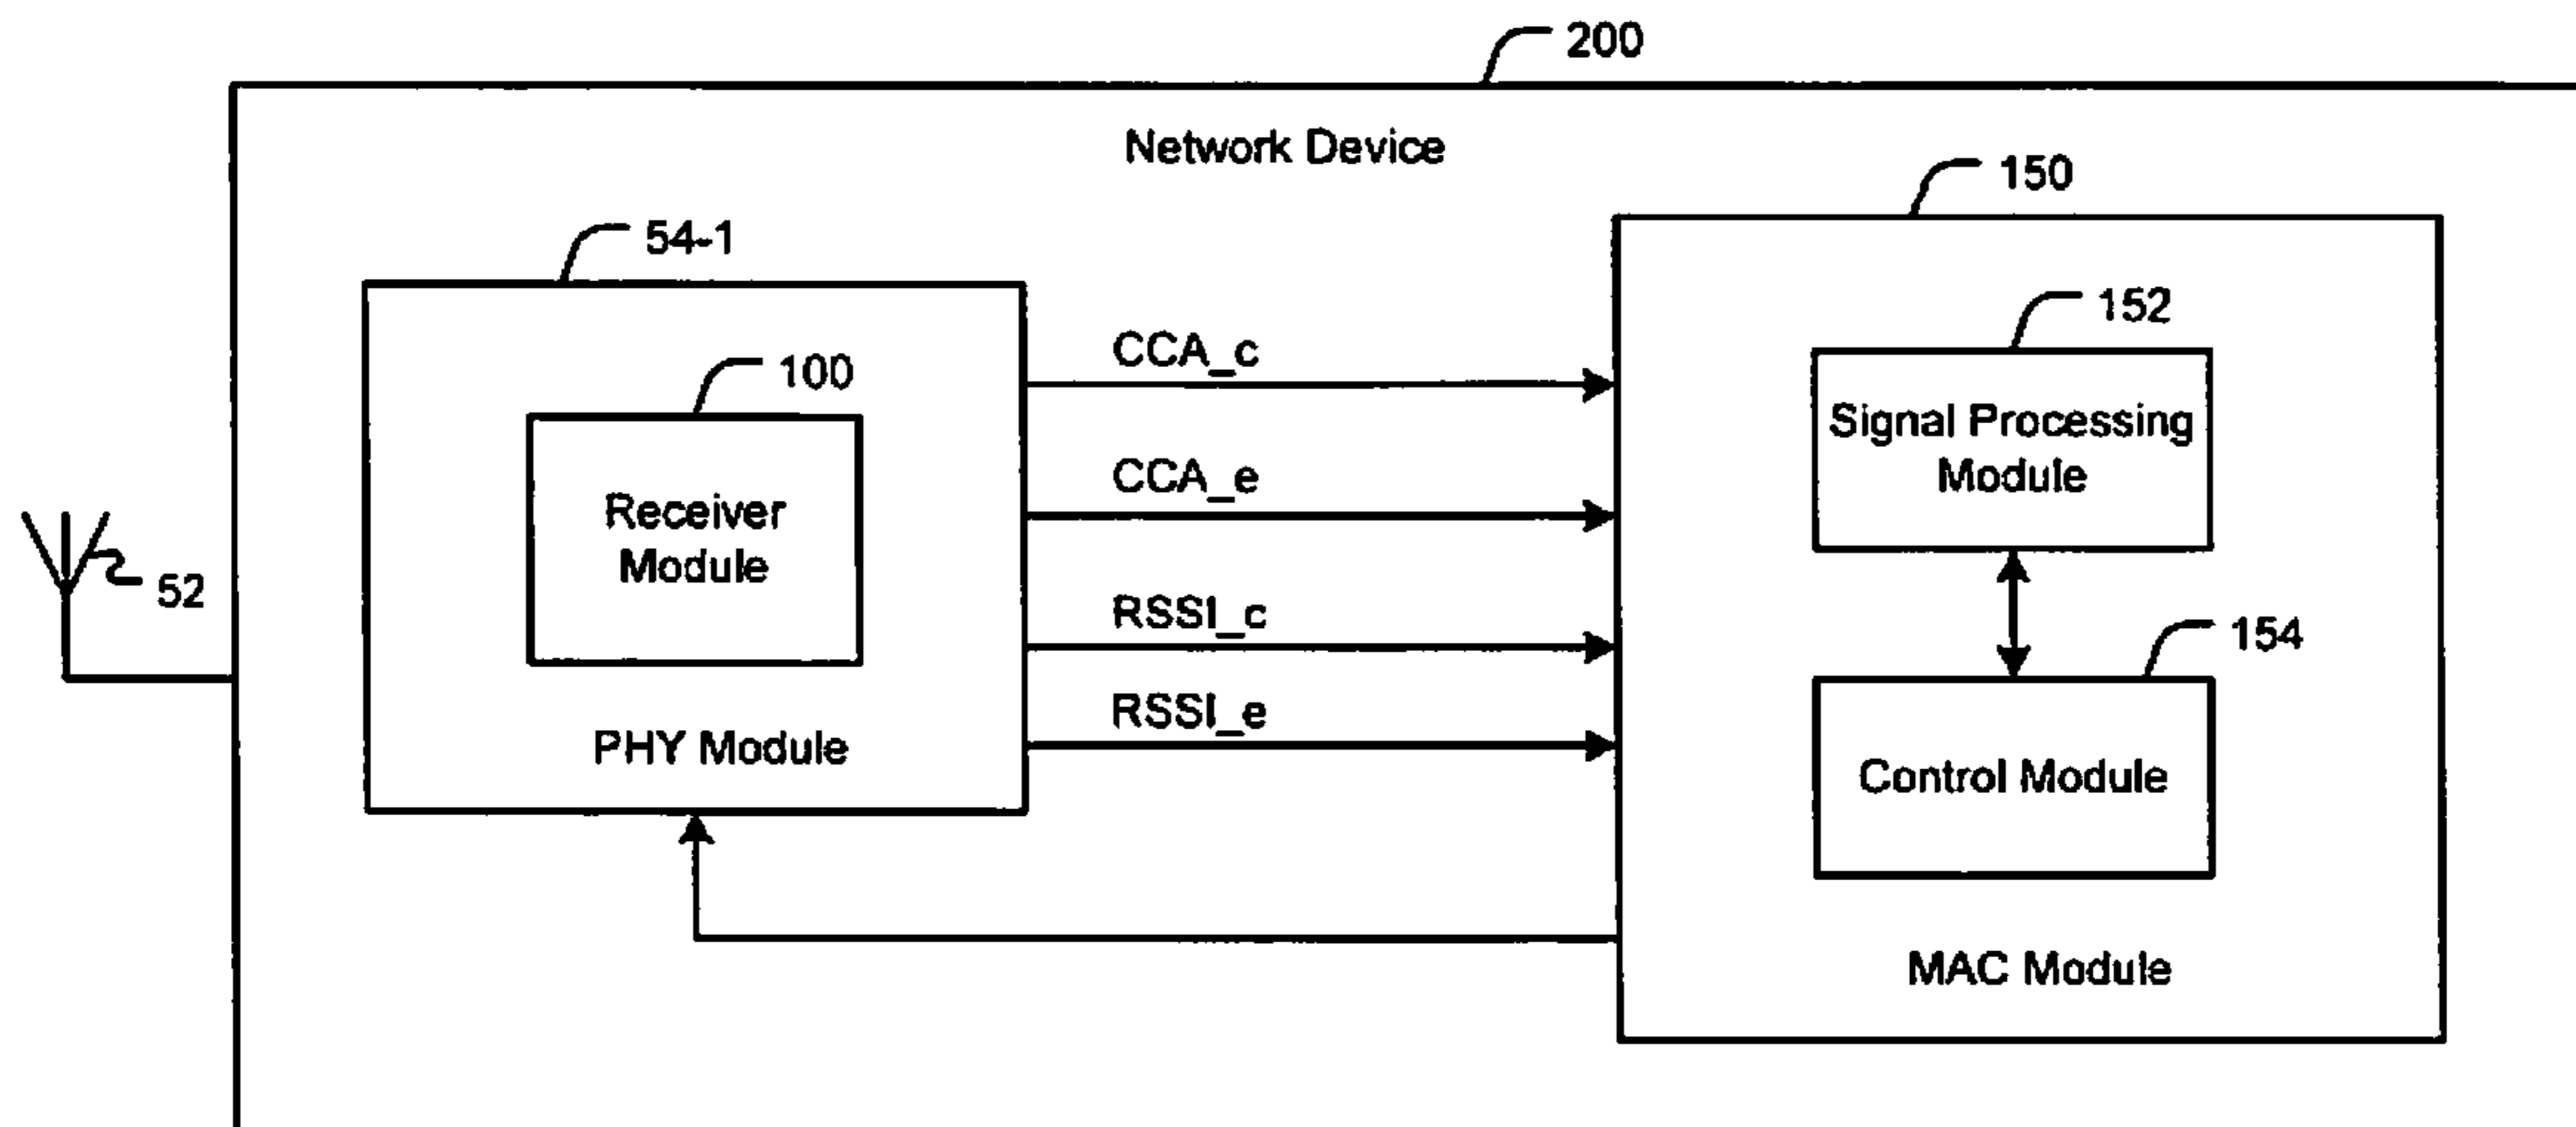 200
Network Device
150
54-1
152
CCA_c
100
Signal Processing
Module
CCA_e
Receiver
Module
52
RSSI_c
154
RSSI_e
PHY Module
Control Module
MAC Module